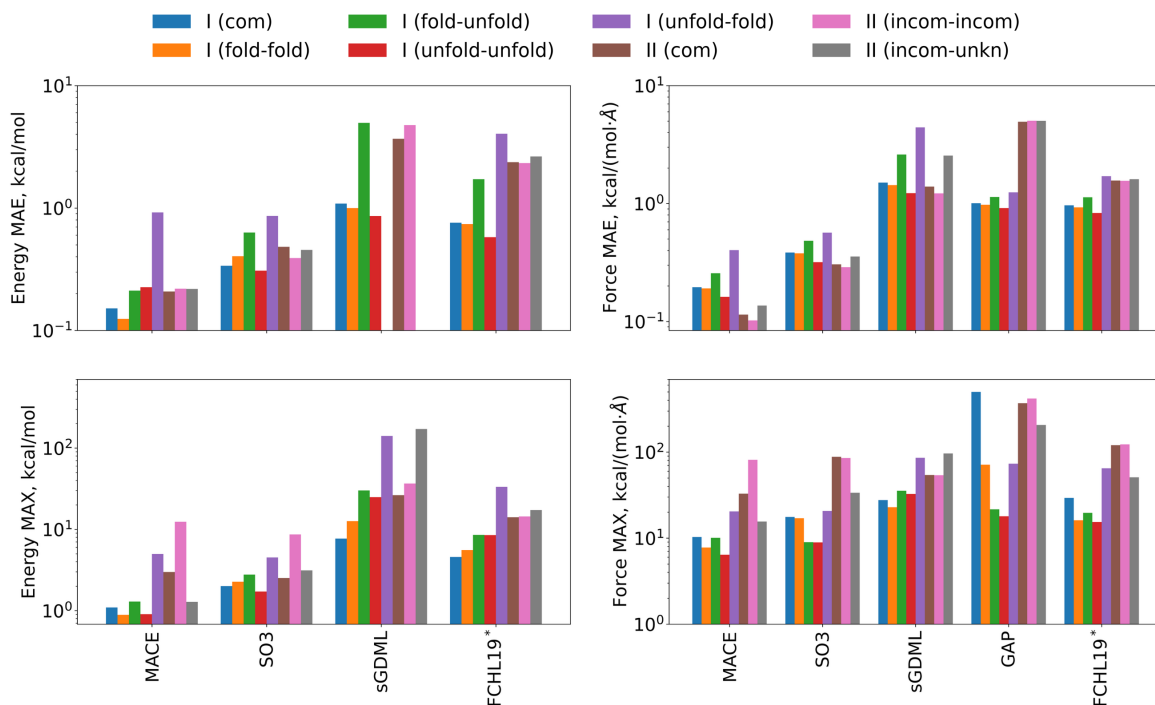 I (com)
I (fold-unfold)
I (unfold-fold)
II (incom-incom)
I (fold-fold)
I (unfold-unfold)
II (com)
II (incom-unkn)
Energy MAE, kcal/mol
10¹
10⁰
10⁻¹
Force MAE, kcal/(mol·Å)
10¹
10⁰
10⁻¹
Energy MAX, kcal/mol
10²
10¹
10⁰
MACE
SO3
sGDML
FCHL19*
Force MAX, kcal/(mol·Å)
10²
10¹
10⁰
MACE
SO3
sGDML
GAP
FCHL19*